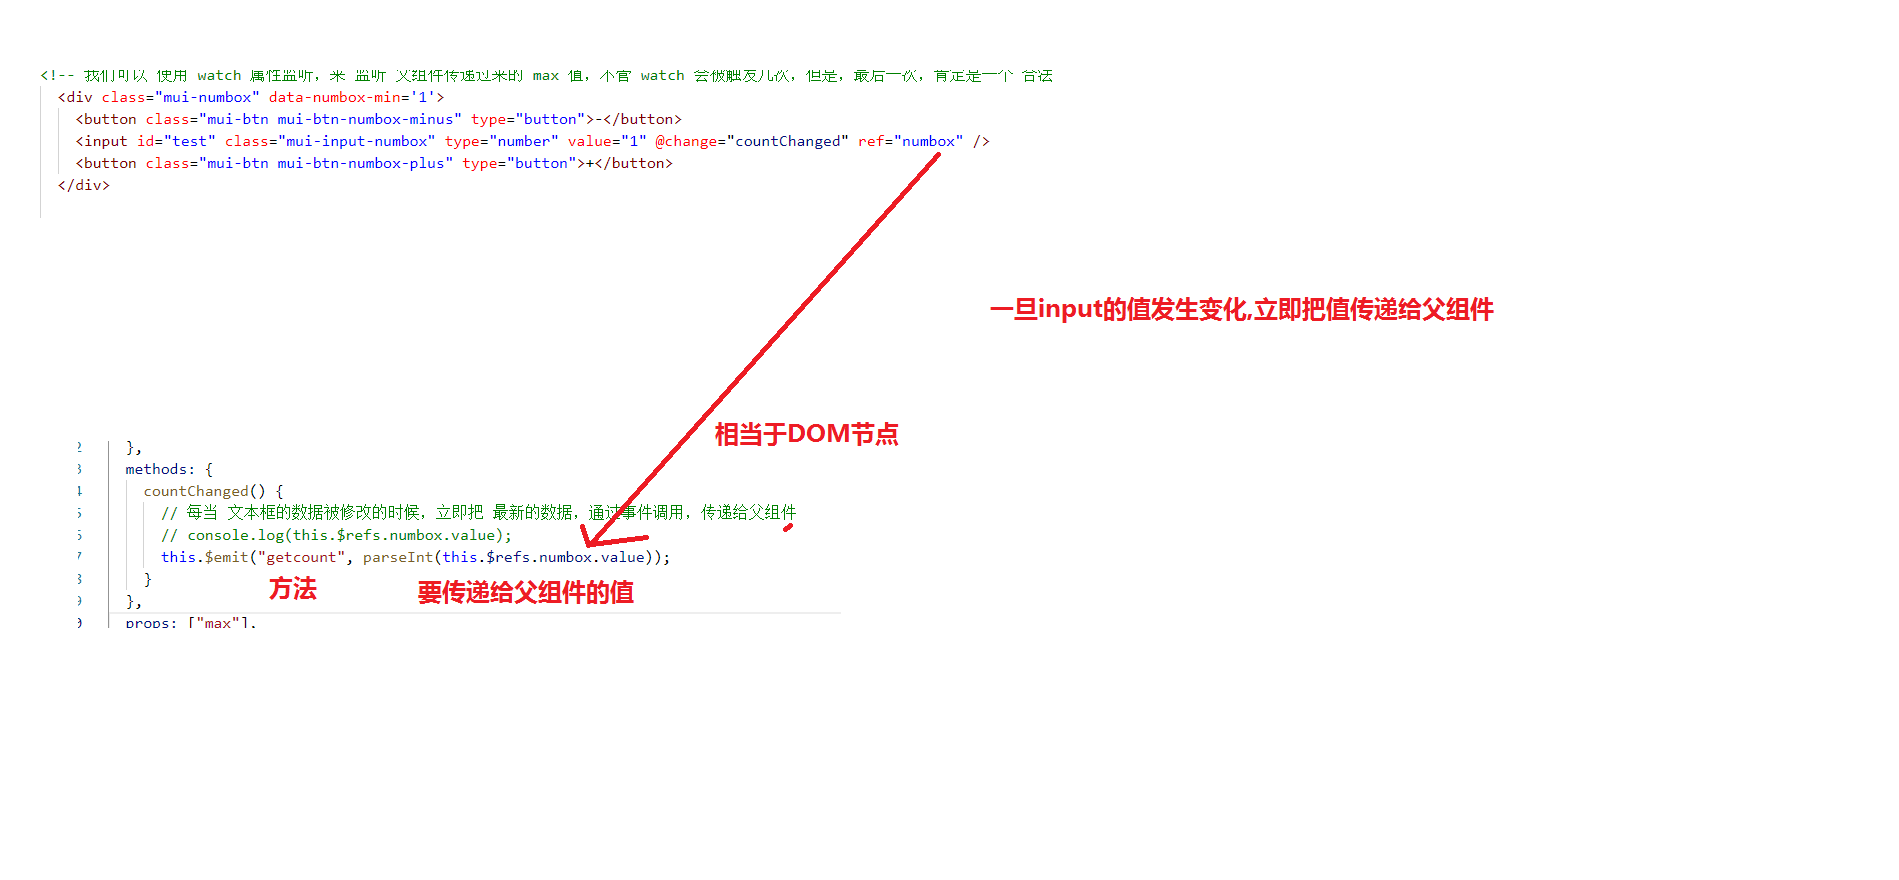 <!-- 我们可以 使用 watch 属性监听，来 监听 父组件传递过来的 max 值，不管 watch 会被触发几次，但是，最后一次，肯定是一个 合法
<div class="mui-numbox" data-numbox-min='1'>
<button class="mui-btn mui-btn-numbox-minus" type="button">-</button>
<input id="test" class="mui-input-numbox" type="number" value="1" @change="countChanged" ref="numbox" />
<button class="mui-btn mui-btn-numbox-plus" type="button">+</button>
</div>
一旦input的值发生变化,立即把值传递给父组件
相当于DOM节点
2 },
3 methods: {
4 countChanged() {
5 // 每当 文本框的数据被修改的时候，立即把 最新的数据，通过事件调用，传递给父组件
6 // console.log(this.$refs.numbox.value);
7 this.$emit("getcount", parseInt(this.$refs.numbox.value));
8 }
方法 要传递给父组件的值
9 },
0 props: ["max"],